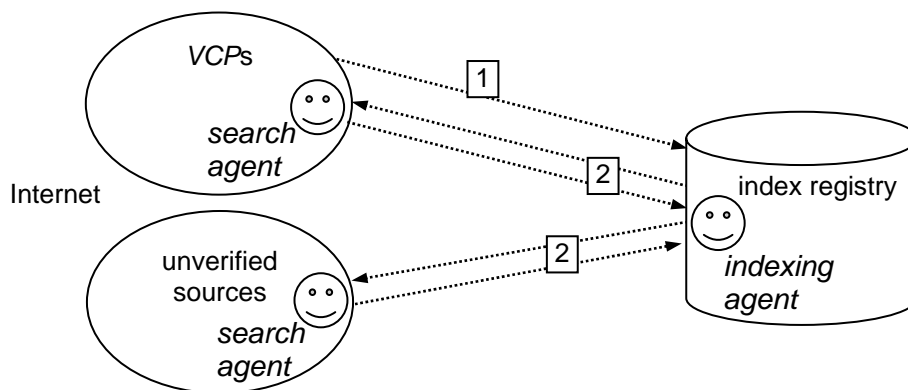 VCPs
1
search
agent
2
Internet
index registry
2
unverified
sources
indexing
agent
search
agent